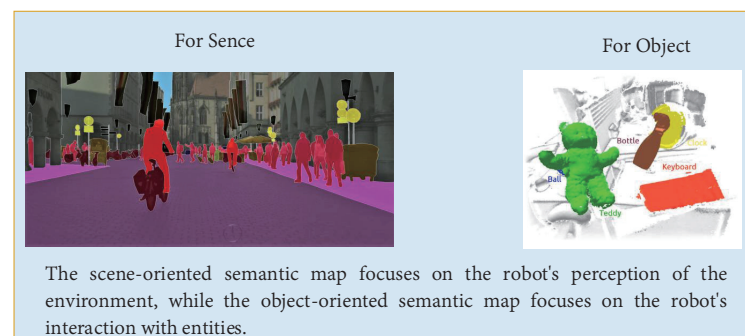 For Sence
For Object
Bottle
Clock
Ball
Keyboard
Teddy
The scene-oriented semantic map focuses on the robot's perception of the
environment, while the object-oriented semantic map focuses on the robot's
interaction with entities.